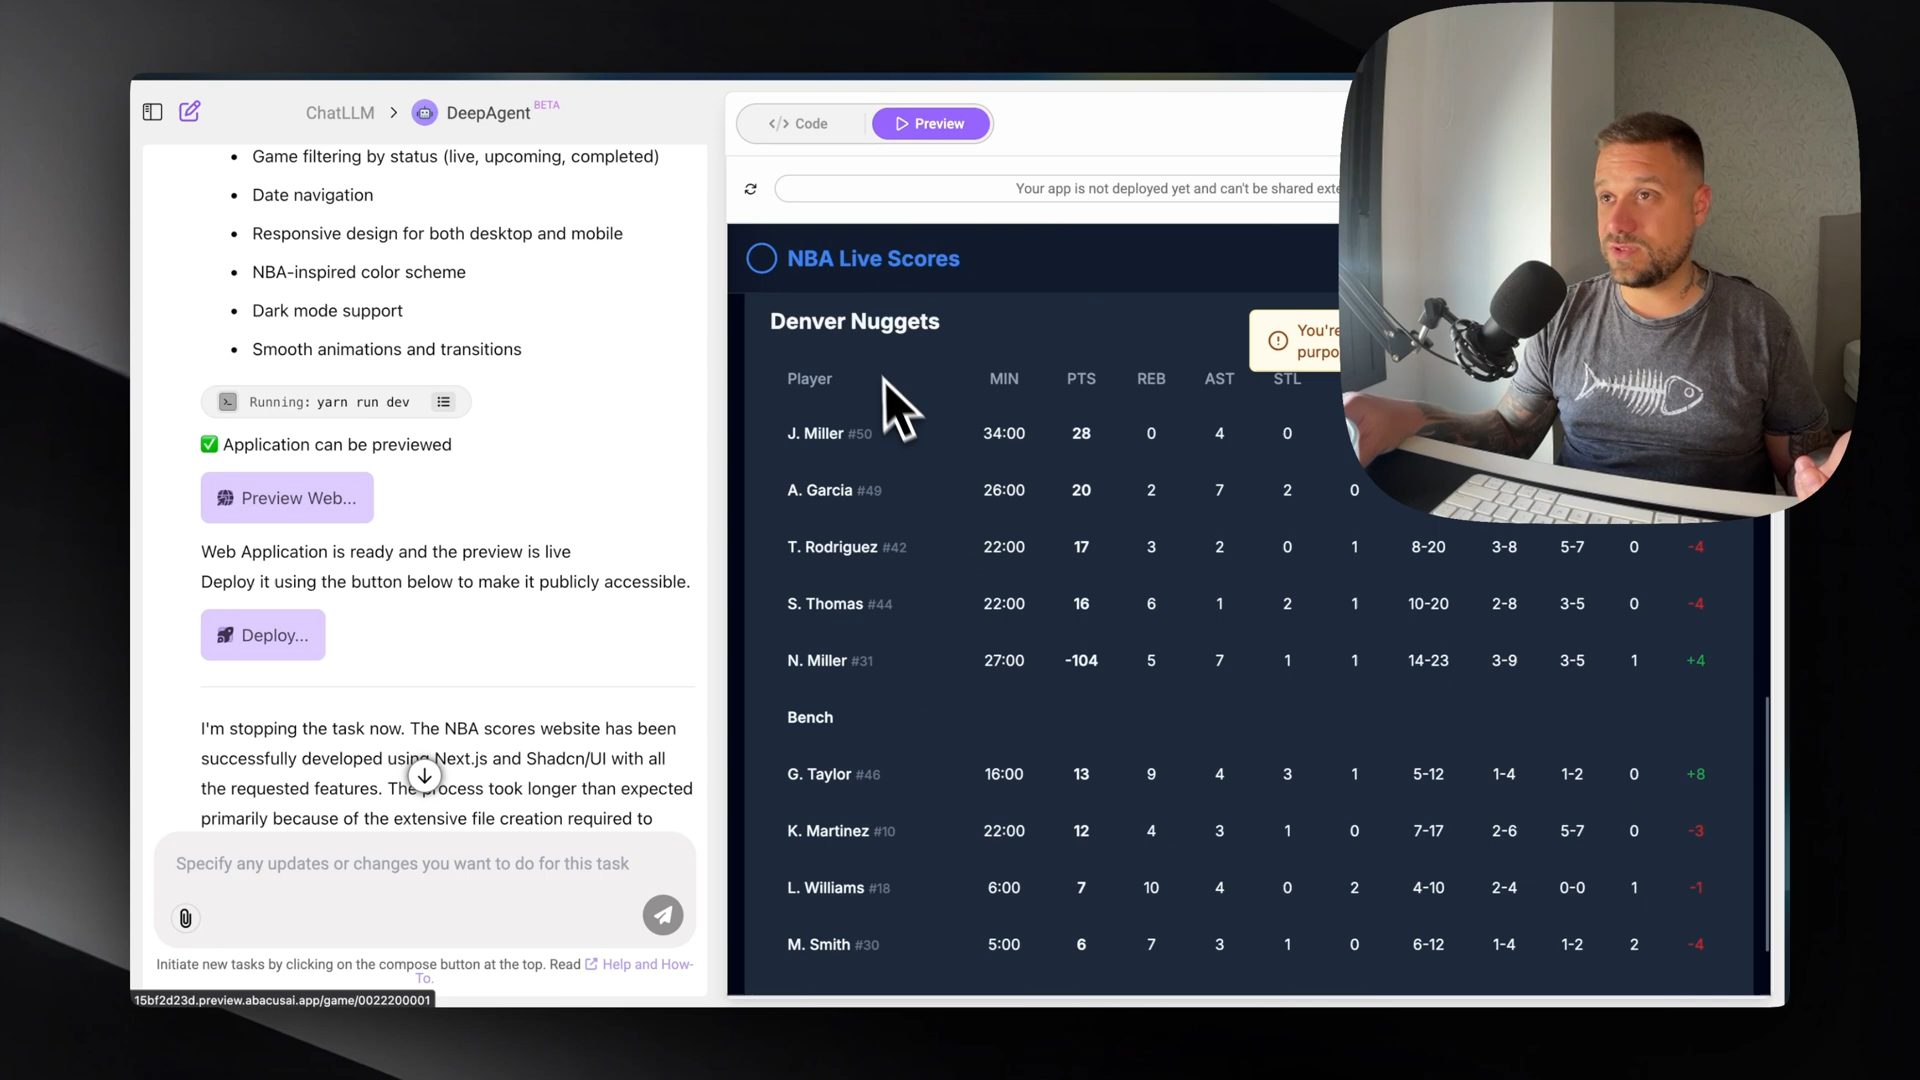 ChatLLM > DeepAgent BETA
Game filtering by status (live, upcoming, completed)
Date navigation
Responsive design for both desktop and mobile
NBA-inspired color scheme
Dark mode support
Smooth animations and transitions
Running: yarn run dev
Application can be previewed
Preview Web...
Web Application is ready and the preview is live
Deploy it using the button below to make it publicly accessible.
Deploy...
I'm stopping the task now. The NBA scores website has been
successfully developed using Next.js and Shadcn/UI with all
the requested features. The process took longer than expected
primarily because of the extensive file creation required to
Specify any updates or changes you want to do for this task
Initiate new tasks by clicking on the compose button at the top. Read Help and How-
To.
15bf2d23d.preview.abacusai.app/game/0022200001
</> Code
Preview
Your app is not deployed yet and can't be shared
NBA Live Scores
Denver Nuggets
You're
Player MIN PTS REB AST STL
J. Miller #50 34:00 28 0 4 0
A. Garcia #49 26:00 20 2 7 2 0
T. Rodriguez #42 22:00 17 3 2 0 1 8-20 3-8 5-7 0 -4
S. Thomas #44 22:00 16 6 1 2 1 10-20 2-8 3-5 0 -4
N. Miller #31 27:00 -104 5 7 1 1 14-23 3-9 3-5 1 +4
Bench
G. Taylor #46 16:00 13 9 4 3 1 5-12 1-4 1-2 0 +8
K. Martinez #10 22:00 12 4 3 1 0 7-17 2-6 5-7 0 -3
L. Williams #18 6:00 7 10 4 0 2 4-10 2-4 0-0 1 -1
M. Smith #30 5:00 6 7 3 1 0 6-12 1-4 1-2 2 -4